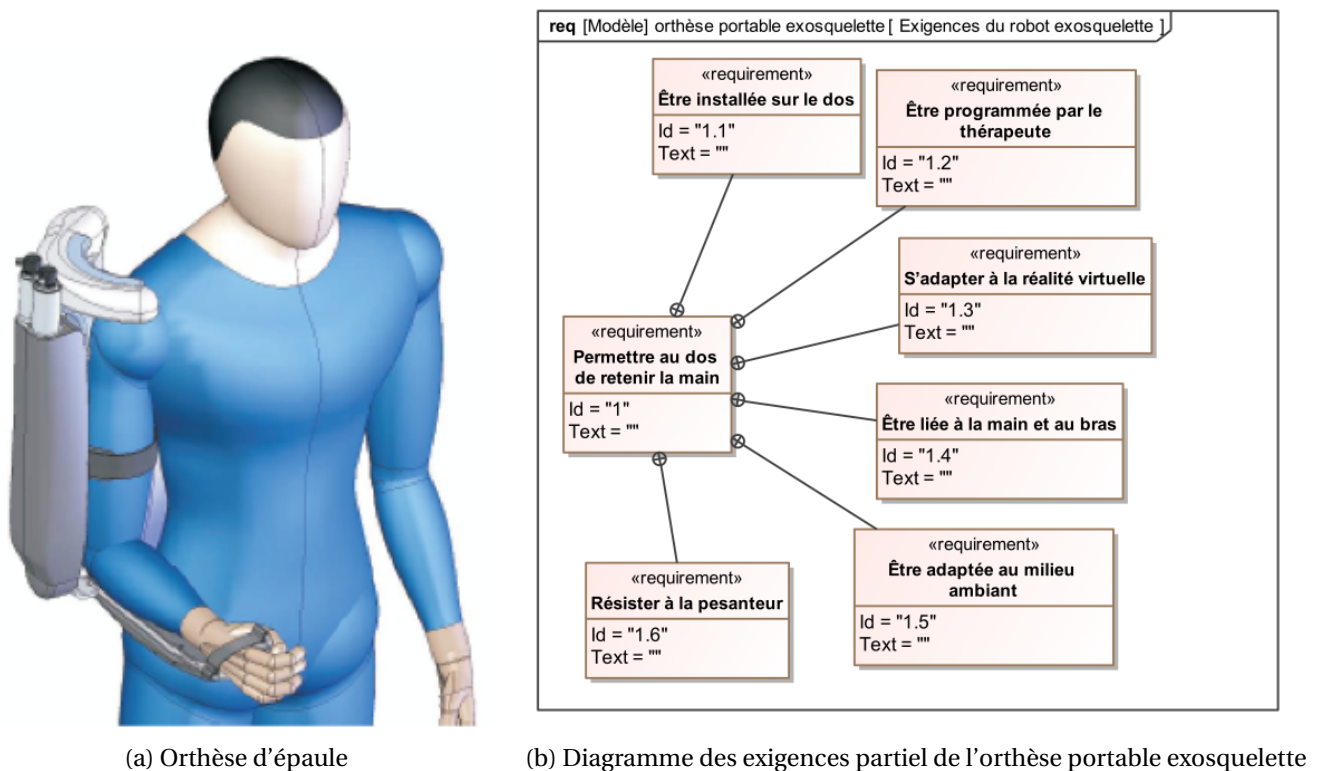 req [Modèle] orthèse portable exosquelette [ Exigences du robot exosquelette ]
«requirement»
Être installée sur le dos
Id = "1.1"
Text = ""
«requirement»
Être programmée par le
thérapeute
Id = "1.2"
Text = ""
«requirement»
S'adapter à la réalité virtuelle
Id = "1.3"
Text = ""
«requirement»
Permettre au dos
de retenir la main
Id = "1"
Text = ""
«requirement»
Être liée à la main et au bras
Id = "1.4"
Text = ""
«requirement»
Être adaptée au milieu
ambiant
Id = "1.5"
Text = ""
«requirement»
Résister à la pesanteur
Id = "1.6"
Text = ""
(a) Orthèse d'épaule
(b) Diagramme des exigences partiel de l'orthèse portable exosquelette